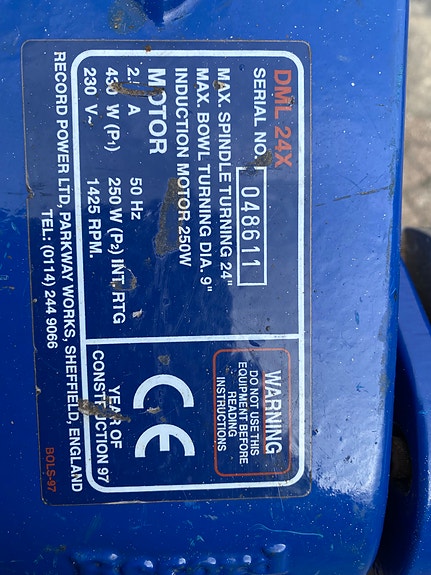 DML 24X
SERIAL NO. 048611
MAX. SPINDLE TURNING 24"
MAX. BOWL TURNING DIA. 9"
INDUCTION MOTOR 250W
MOTOR
A 50 Hz
W (P1) 250 W (P2) INT. RTG
230 V~ 1425 RPM.
WARNING
DO NOT USE THIS
EQUIPMENT BEFORE
READING
INSTRUCTIONS
CE
YEAR OF
CONSTRUCTION 97
RECORD POWER LTD, PARKWAY WORKS, SHEFFIELD, ENGLAND
TEL: (0114) 244 9066
BOLS-97